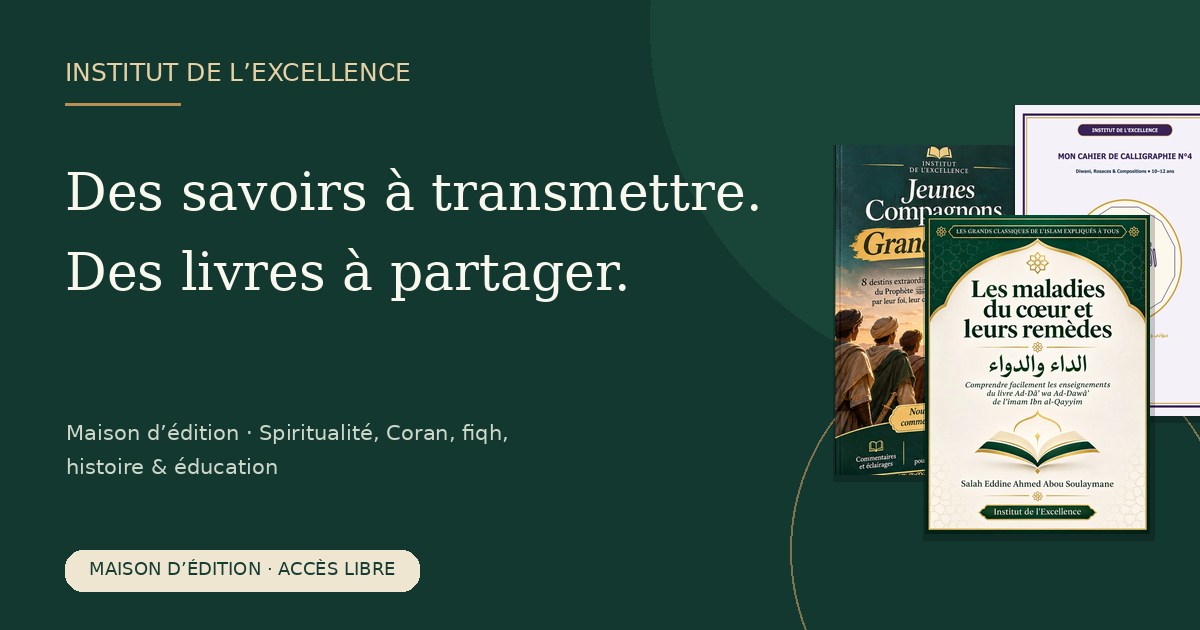 INSTITUT DE L’EXCELLENCE
Des savoirs à transmettre.
Des livres à partager.
Maison d’édition · Spiritualité, Coran, fiqh,
histoire & éducation
MAISON D’ÉDITION · ACCÈS LIBRE
INSTITUT
DE L’EXCELLENCE
Jeunes
Compagnons
8 destins
du Prophète
par leur foi, leur
Commentaires
et éclairages
INSTITUT DE L’EXCELLENCE
MON CAHIER DE CALLIGRAPHIE N°4
Diwani, Rosaces & Compositions • 10–12 ans
LES GRANDS CLASSIQUES DE L’ISLAM EXPLIQUÉS À TOUS
Les maladies
du cœur et
leurs remèdes
الداء والدواء
Comprendre facilement les enseignements
du livre Ad-Dâ’ wa Ad-Dawâ’
de l’imam Ibn al-Qayyim
Salah Eddine Ahmed Abou Soulaymane
Institut de l’Excellence